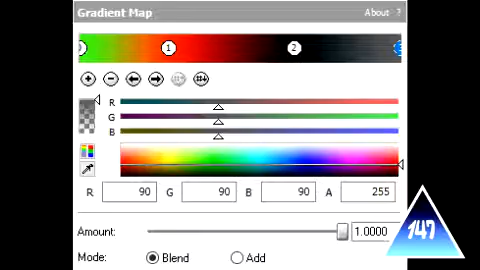 Gradient Map About ?
1 2
R
G
B
R 90 G 90 B 90 A 255
Amount: 1.0000
147
Mode: Blend Add